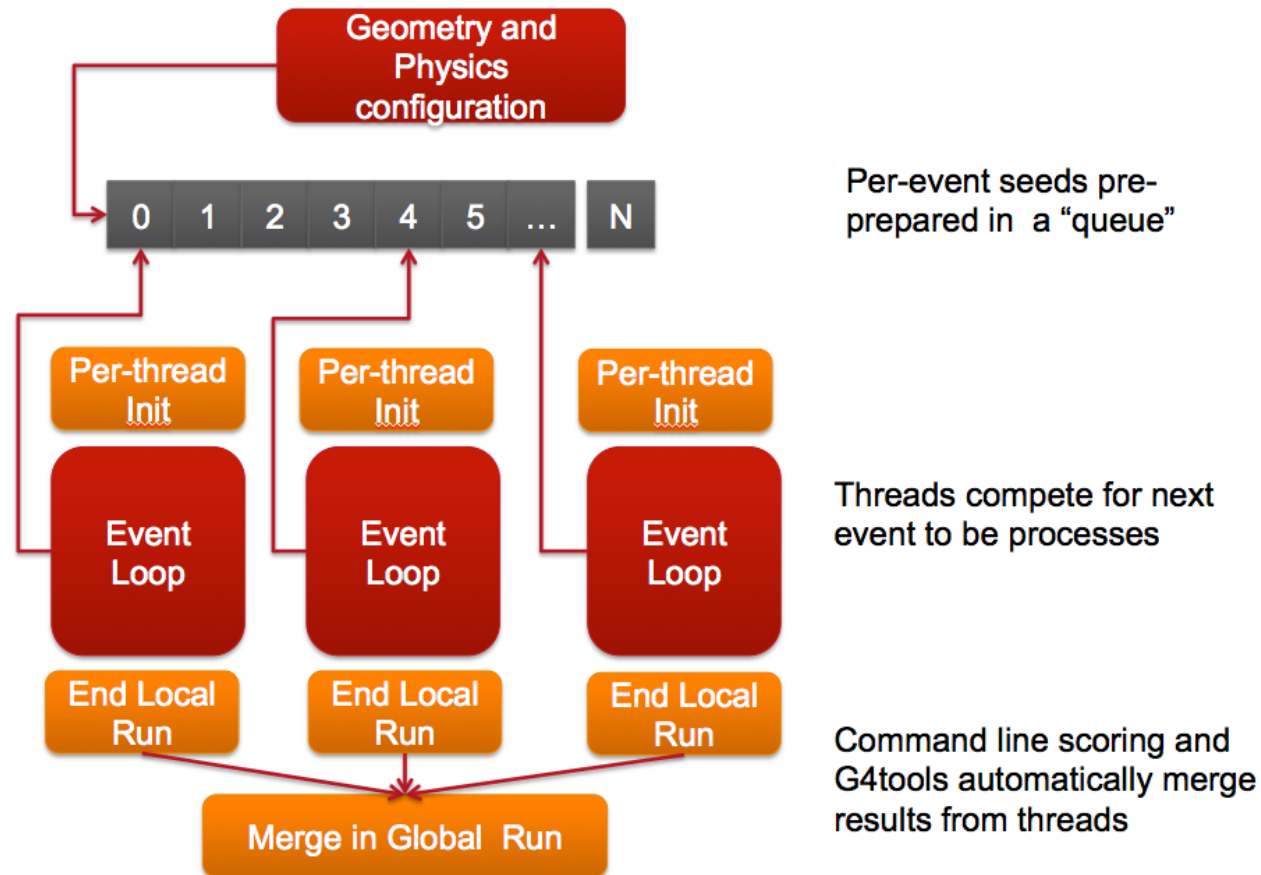 Geometry and
Physics
configuration
0 1 2 3 4 5 ... N
Per-event seeds pre-
prepared in a “queue”
Per-thread
Init
Per-thread
Init
Per-thread
Init
Event
Loop
Event
Loop
Event
Loop
Threads compete for next
event to be processes
End Local
Run
End Local
Run
End Local
Run
Command line scoring and
G4tools automatically merge
results from threads
Merge in Global Run